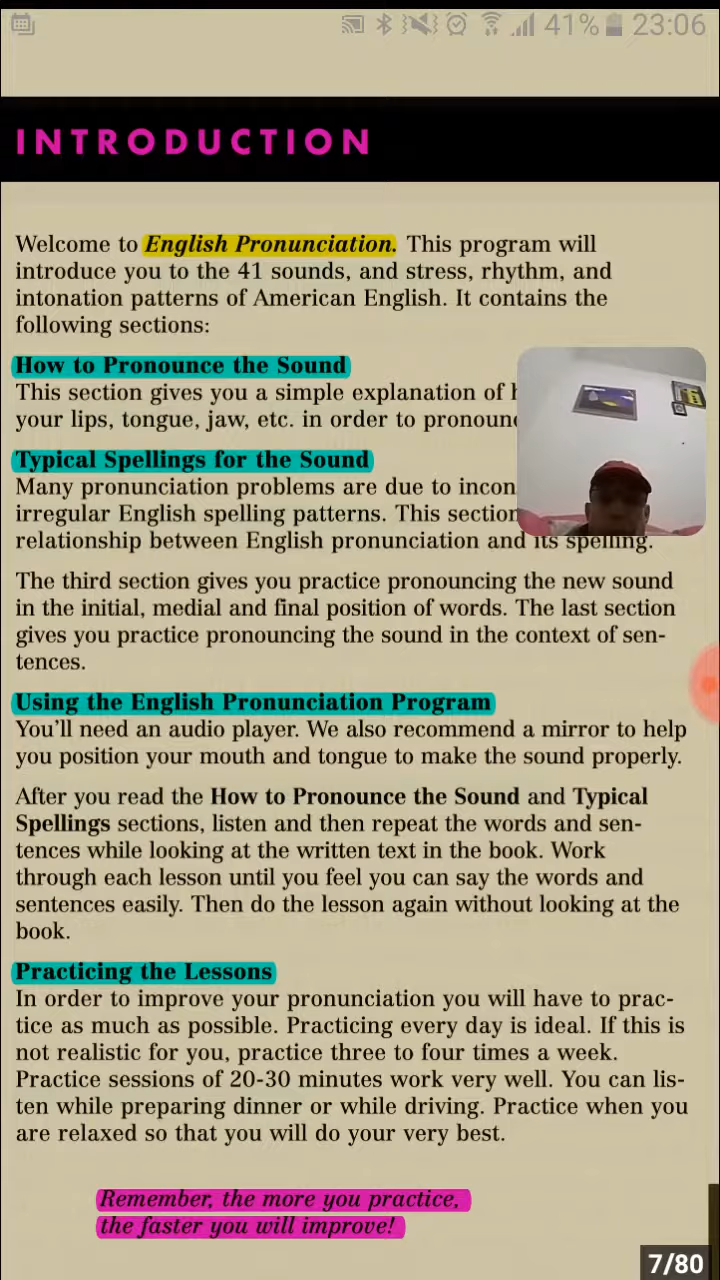 41% 23:06
INTRODUCTION
Welcome to English Pronunciation. This program will
introduce you to the 41 sounds, and stress, rhythm, and
intonation patterns of American English. It contains the
following sections:
How to Pronounce the Sound
This section gives you a simple explanation of
your lips, tongue, jaw, etc. in order to
Typical Spellings for the Sound
Many pronunciation problems are due to
irregular English spelling patterns. This section
relationship between English pronunciation and its spelling.
The third section gives you practice pronouncing the new sound
in the initial, medial and final position of words. The last section
gives you practice pronouncing the sound in the context of sen-
tences.
Using the English Pronunciation Program
You'll need an audio player. We also recommend a mirror to help
you position your mouth and tongue to make the sound properly.
After you read the How to Pronounce the Sound and Typical
Spellings sections, listen and then repeat the words and sen-
tences while looking at the written text in the book. Work
through each lesson until you feel you can say the words and
sentences easily. Then do the lesson again without looking at the
book.
Practicing the Lessons
In order to improve your pronunciation you will have to prac-
tice as much as possible. Practicing every day is ideal. If this is
not realistic for you, practice three to four times a week.
Practice sessions of 20-30 minutes work very well. You can lis-
ten while preparing dinner or while driving. Practice when you
are relaxed so that you will do your very best.
Remember, the more you practice,
the faster you will improve!
7/80